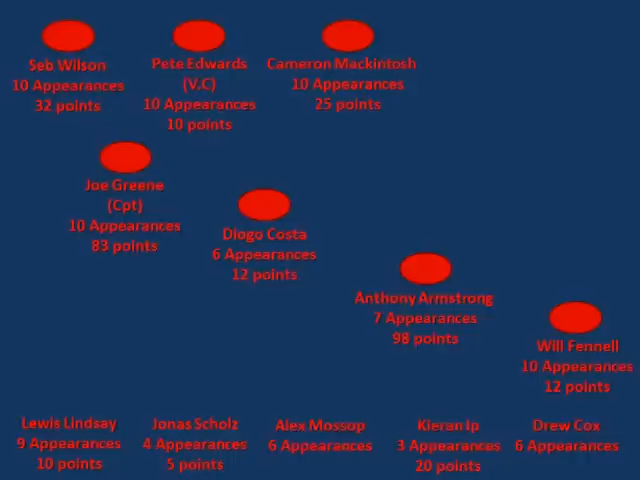 Seb Wilson
10 Appearances
32 points
Pete Edwards
(V.C)
10 Appearances
10 points
Cameron Mackintosh
10 Appearances
25 points
Joe Greene
(Cpt)
10 Appearances
83 points
Diogo Costa
6 Appearances
12 points
Anthony Armstrong
7 Appearances
98 points
Will Fennell
10 Appearances
12 points
Lewis Lindsay
9 Appearances
10 points
Jonas Scholz
4 Appearances
5 points
Alex Mossop
6 Appearances
Kieran Ip
3 Appearances
20 points
Drew Cox
6 Appearances